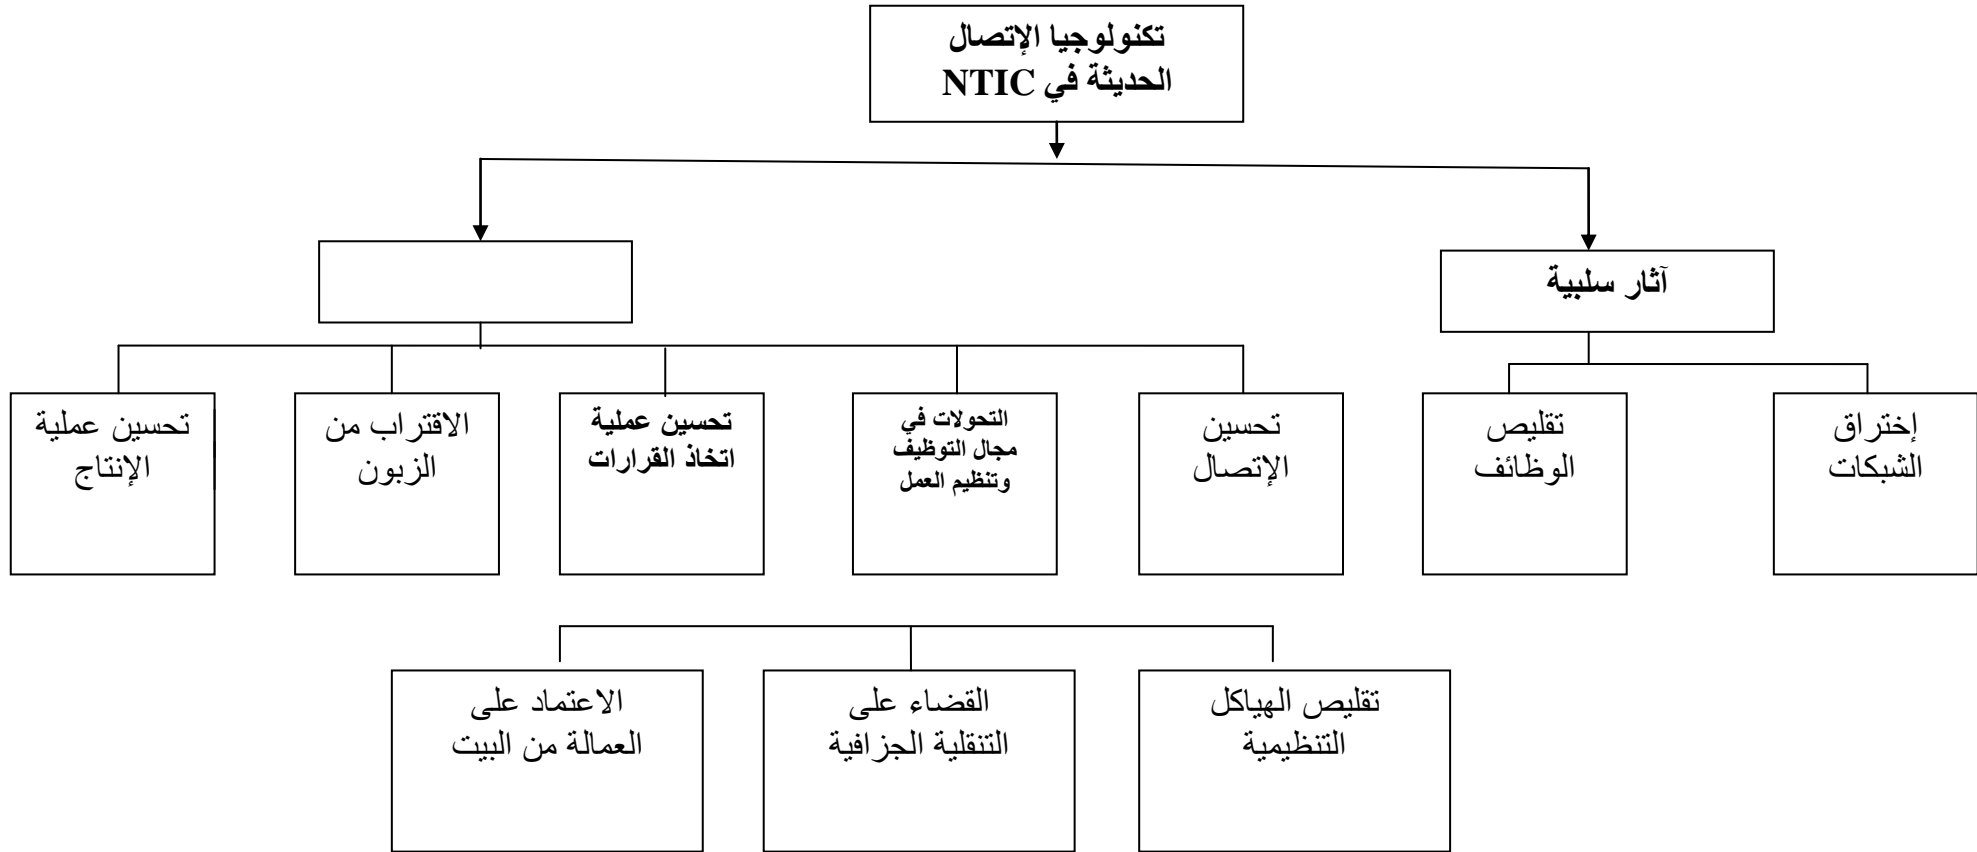 تكنولوجيا الإتصال
الحديثة في NTIC
آثار سلبية
إختراق
الشبكات
تقليص
الوظائف
تحسين
الإتصال
التحولات في
مجال التوظيف
وتنظيم العمل
تحسين عملية
اتخاذ القرارات
الاقتراب من
الزبون
تحسين عملية
الإنتاج
تقليص الهياكل
التنظيمية
القضاء على
التنقلية الجزافية
الاعتماد على
العمالة من البيت